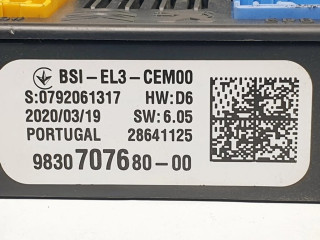 BSI-EL3-CEM00
S:0792061317 HW:D6
2020/03/19 SW:6.05
PORTUGAL 28641125
9830707680-00